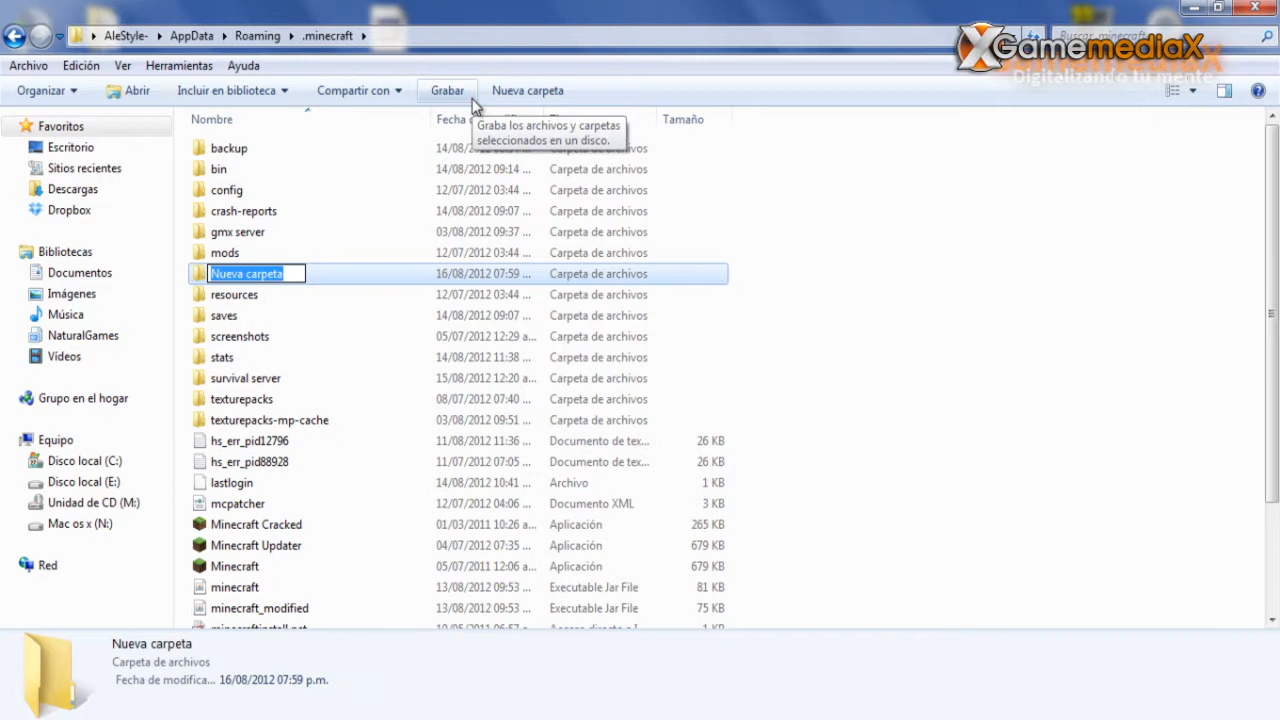 AleStyle- AppData Roaming .minecraft
Buscar .minecraft
GamemediaX
Digitalizando tu mente
Archivo Edición Ver Herramientas Ayuda
Organizar Abrir Incluir en biblioteca Compartir con Grabar Nueva carpeta
Graba los archivos y carpetas
seleccionados en un disco.
Nombre Tamaño
Favoritos
Escritorio
Sitios recientes
Descargas
Dropbox
Bibliotecas
Documentos
Imágenes
Música
NaturalGames
Vídeos
Grupo en el hogar
Equipo
Disco local (C:)
Disco local (E:)
Unidad de CD (M:)
Mac os x (N:)
Red
backup Carpeta de archivos
bin 14/08/2012 09:14 ... Carpeta de archivos
config 12/07/2012 03:44 ... Carpeta de archivos
crash-reports 14/08/2012 09:07 ... Carpeta de archivos
gmx server 03/08/2012 09:37 ... Carpeta de archivos
mods 12/07/2012 03:44 ... Carpeta de archivos
Nueva carpeta 16/08/2012 07:59 ... Carpeta de archivos
resources 12/07/2012 03:44 ... Carpeta de archivos
saves 14/08/2012 09:07 ... Carpeta de archivos
screenshots 05/07/2012 12:29 a... Carpeta de archivos
stats 14/08/2012 11:38 ... Carpeta de archivos
survival server 15/08/2012 12:20 a... Carpeta de archivos
texturepacks 08/07/2012 07:40 ... Carpeta de archivos
texturepacks-mp-cache 03/08/2012 09:51 ... Carpeta de archivos
hs_err_pid12796 11/08/2012 11:36 ... Documento de tex... 26 KB
hs_err_pid88928 11/07/2012 07:05 ... Documento de tex... 26 KB
lastlogin 14/08/2012 10:41 ... Archivo 1 KB
mcpatcher 12/07/2012 04:06 ... Documento XML 3 KB
Minecraft Cracked 01/03/2011 10:26 a... Aplicación 265 KB
Minecraft Updater 04/07/2012 07:35 ... Aplicación 679 KB
Minecraft 05/07/2011 12:06 a... Aplicación 679 KB
minecraft 13/08/2012 09:53 ... Executable Jar File 81 KB
minecraft_modified 13/08/2012 09:53 ... Executable Jar File 75 KB
Nueva carpeta
Carpeta de archivos
Fecha de modifica... 16/08/2012 07:59 p.m.